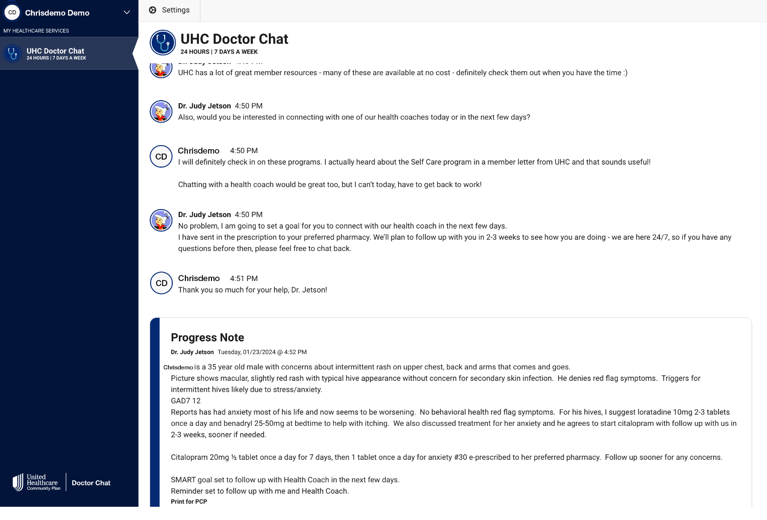 CD Chrisdemo Demo
MY HEALTHCARE SERVICES
UHC Doctor Chat
24 HOURS | 7 DAYS A WEEK
United
Healthcare
Community Plan
Doctor Chat
Settings
UHC Doctor Chat
24 HOURS | 7 DAYS A WEEK
Dr. Judy Jetson
UHC has a lot of great member resources - many of these are available at no cost - definitely check them out when you have the time :)
Dr. Judy Jetson 4:50 PM
Also, would you be interested in connecting with one of our health coaches today or in the next few days?
CD
Chrisdemo 4:50 PM
I will definitely check in on these programs. I actually heard about the Self Care program in a member letter from UHC and that sounds useful!
Chatting with a health coach would be great too, but I can't today, have to get back to work!
Dr. Judy Jetson 4:50 PM
No problem, I am going to set a goal for you to connect with our health coach in the next few days.
I have sent in the prescription to your preferred pharmacy. We'll plan to follow up with you in 2-3 weeks to see how you are doing - we are here 24/7, so if you have any
questions before then, please feel free to chat back.
CD
Chrisdemo 4:51 PM
Thank you so much for your help, Dr. Jetson!
Progress Note
Dr. Judy Jetson Tuesday, 01/23/2024 @ 4:52 PM
Chrisdemo is a 35 year old male with concerns about intermittent rash on upper chest, back and arms that comes and goes.
Picture shows macular, slightly red rash with typical hive appearance without concern for secondary skin infection. He denies red flag symptoms. Triggers for
intermittent hives likely due to stress/anxiety.
GAD7 12
Reports has had anxiety most of his life and now seems to be worsening. No behavioral health red flag symptoms. For his hives, I suggest loratadine 10mg 2-3 tablets
once a day and benadryl 25-50mg at bedtime to help with itching. We also discussed treatment for her anxiety and he agrees to start citalopram with follow up with us in
2-3 weeks, sooner if needed.
Citalopram 20mg ½ tablet once a day for 7 days, then 1 tablet once a day for anxiety #30 e-prescribed to her preferred pharmacy. Follow up sooner for any concerns.
SMART goal set to follow up with Health Coach in the next few days.
Reminder set to follow up with me and Health Coach.
Print for PCP